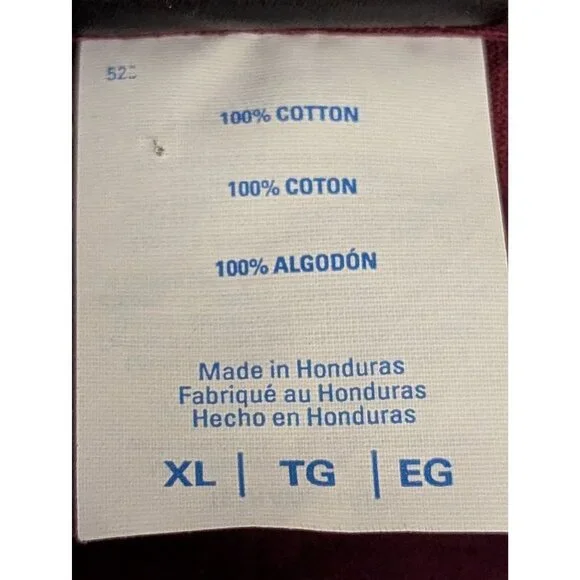 100% COTTON
100% COTON
100% ALGODÓN
Made in Honduras
Fabriqué au Honduras
Hecho en Honduras
XL | TG | EG